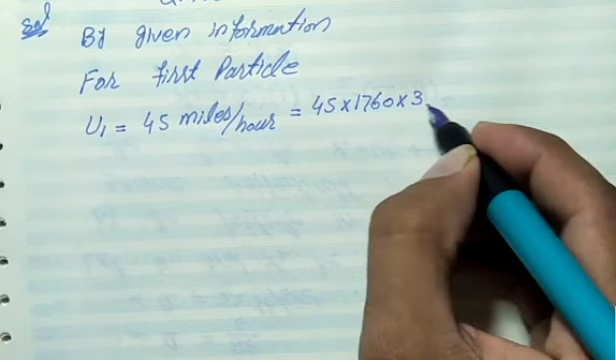 Sol
By given information
For first Particle
U₁ = 45 miles/hour = 45×1760×3